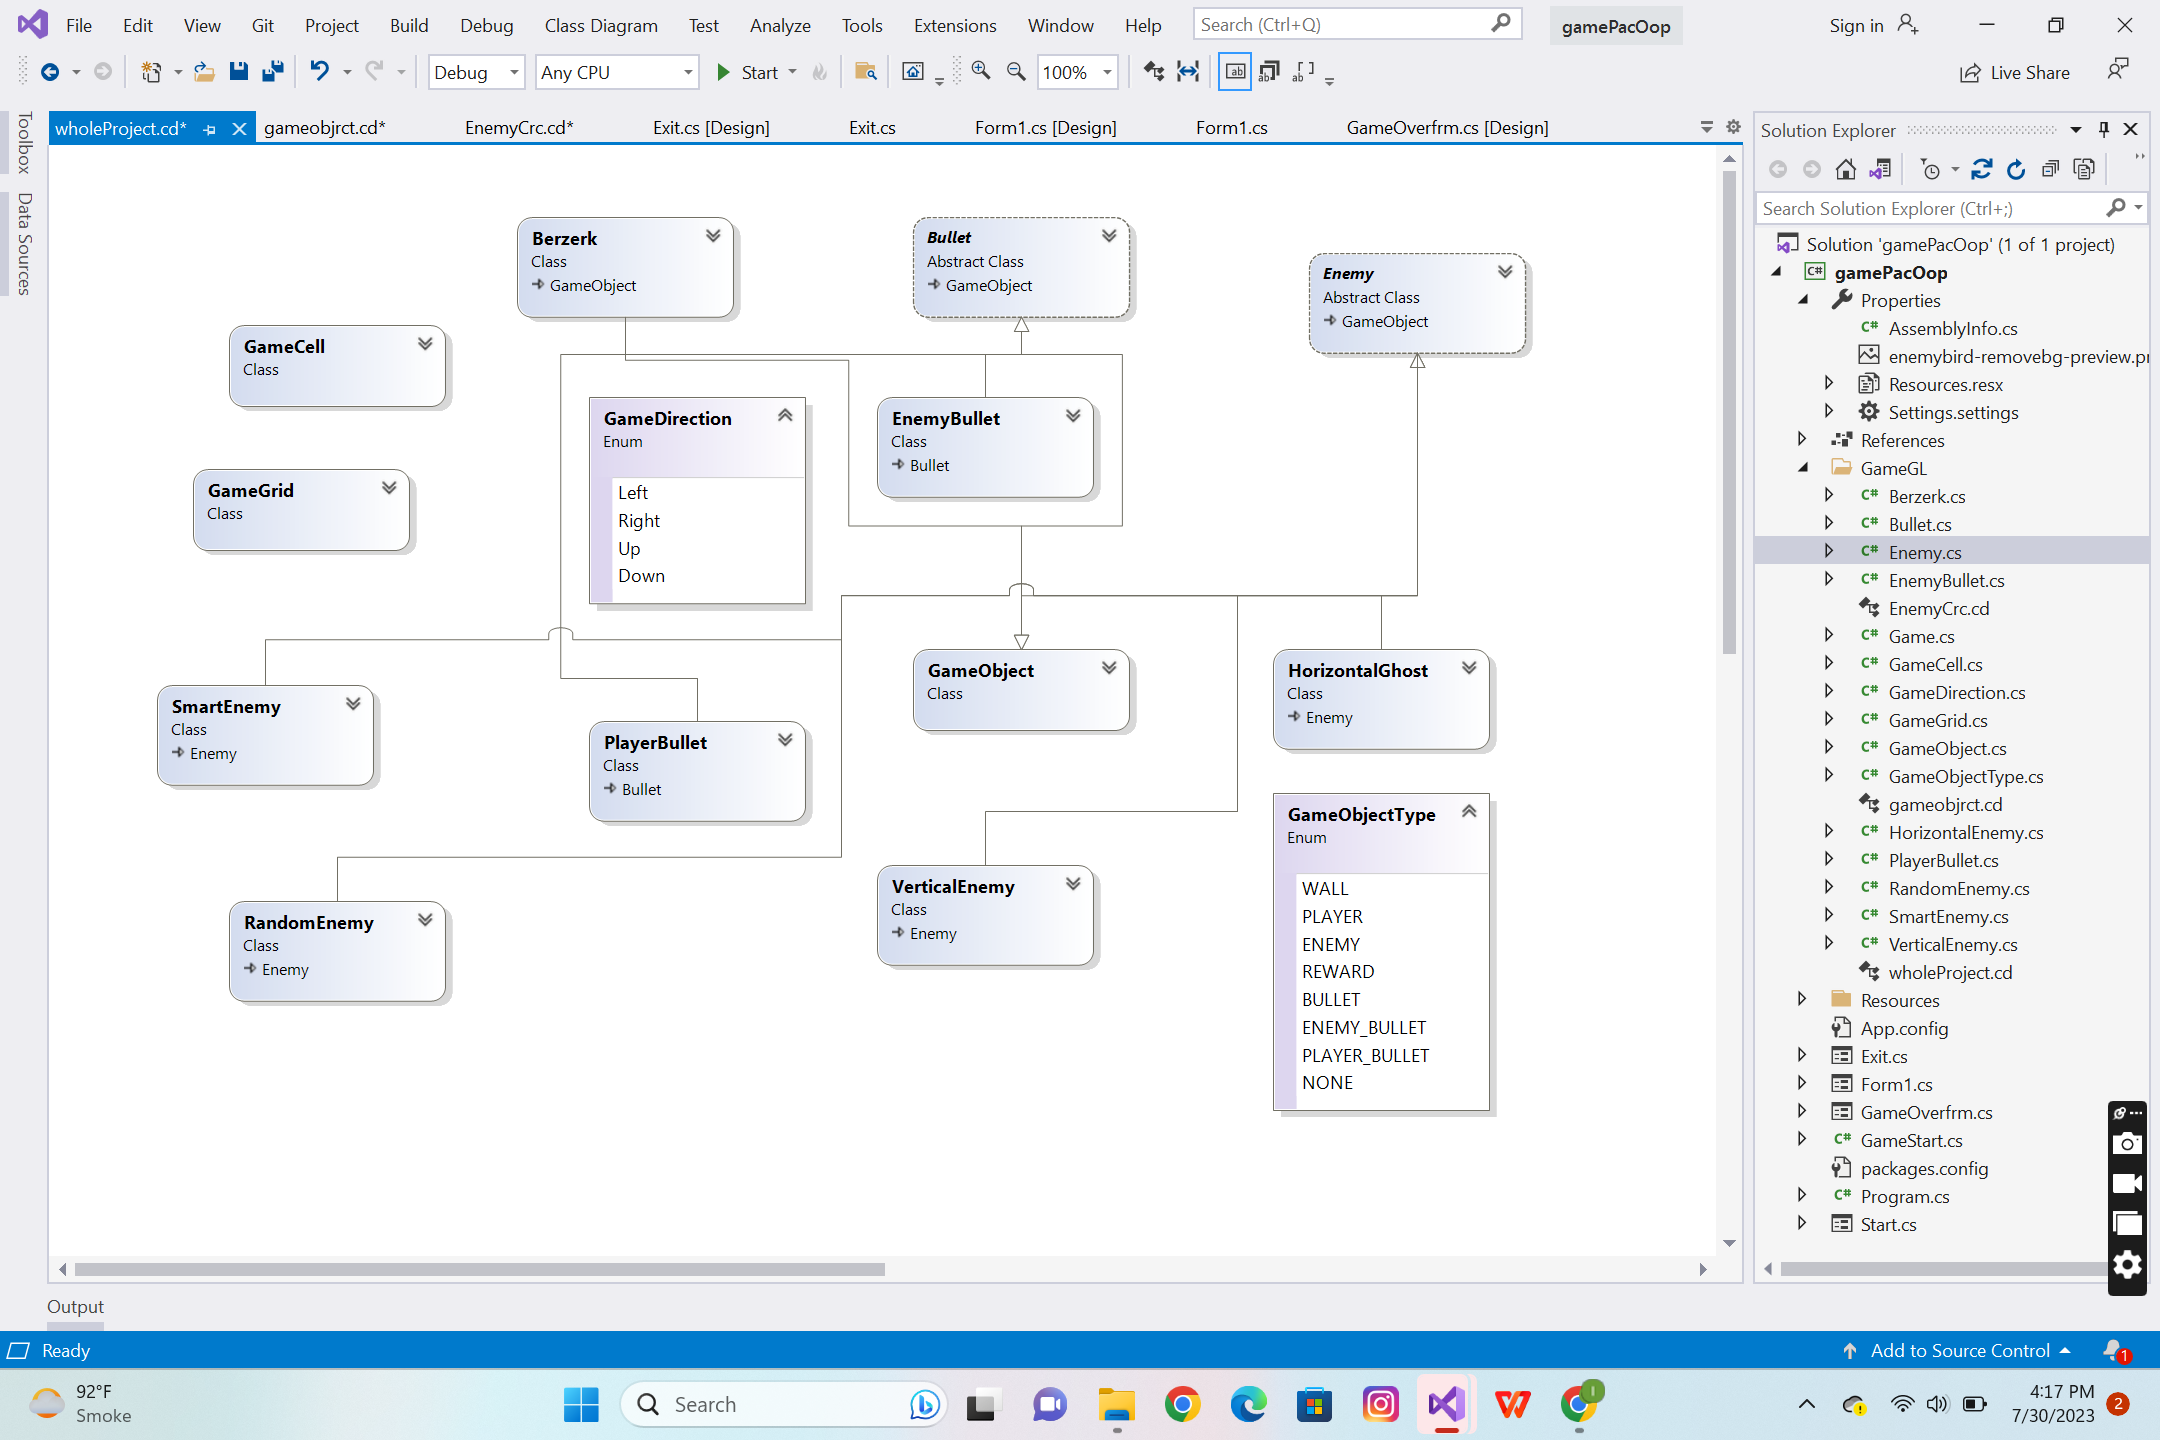 File Edit View Git Project Build Debug Class Diagram Test Analyze Tools Extensions Window Help Search (Ctrl+Q) gamePacOop Sign in
Debug Any CPU Start 100% Live Share
Toolbox
Data Sources
wholeProject.cd* gameobjrct.cd* EnemyCrc.cd* Exit.cs [Design] Exit.cs Form1.cs [Design] Form1.cs GameOverfrm.cs [Design]
Berzerk
Class
GameObject
Bullet
Abstract Class
GameObject
Enemy
Abstract Class
GameObject
GameCell
Class
GameDirection
Enum
Left
Right
Up
Down
EnemyBullet
Class
Bullet
GameGrid
Class
SmartEnemy
Class
Enemy
PlayerBullet
Class
Bullet
GameObject
Class
HorizontalGhost
Class
Enemy
RandomEnemy
Class
Enemy
VerticalEnemy
Class
Enemy
GameObjectType
Enum
WALL
PLAYER
ENEMY
REWARD
BULLET
ENEMY_BULLET
PLAYER_BULLET
NONE
Solution Explorer
Search Solution Explorer (Ctrl+;)
Solution 'gamePacOop' (1 of 1 project)
C# gamePacOop
Properties
C# AssemblyInfo.cs
enemybird-removebg-preview.pr
Resources.resx
Settings.settings
References
GameGL
C# Berzerk.cs
C# Bullet.cs
C# Enemy.cs
C# EnemyBullet.cs
EnemyCrc.cd
C# Game.cs
C# GameCell.cs
C# GameDirection.cs
C# GameGrid.cs
C# GameObject.cs
C# GameObjectType.cs
gameobjrct.cd
C# HorizontalEnemy.cs
C# PlayerBullet.cs
C# RandomEnemy.cs
C# SmartEnemy.cs
C# VerticalEnemy.cs
wholeProject.cd
Resources
App.config
Exit.cs
Form1.cs
GameOverfrm.cs
C# GameStart.cs
packages.config
C# Program.cs
Start.cs
Output
Ready Add to Source Control 1
92°F
Smoke
Search
4:17 PM
7/30/2023
2